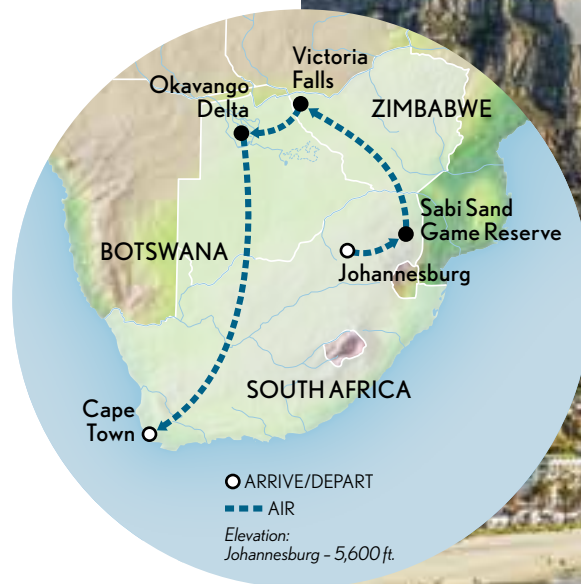 Victoria
Falls
Okavango
Delta
ZIMBABWE
Sabi Sand
Game Reserve
BOTSWANA
Johannesburg
SOUTH AFRICA
Cape
Town
ARRIVE/DEPART
AIR
Elevation:
Johannesburg – 5,600 ft.